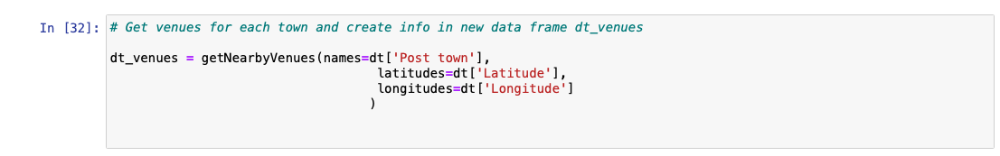 In [32]: # Get venues for each town and create info in new data frame dt_venues
dt_venues = getNearbyVenues(names=dt['Post town'],
latitudes=dt['Latitude'],
longitudes=dt['Longitude']
)